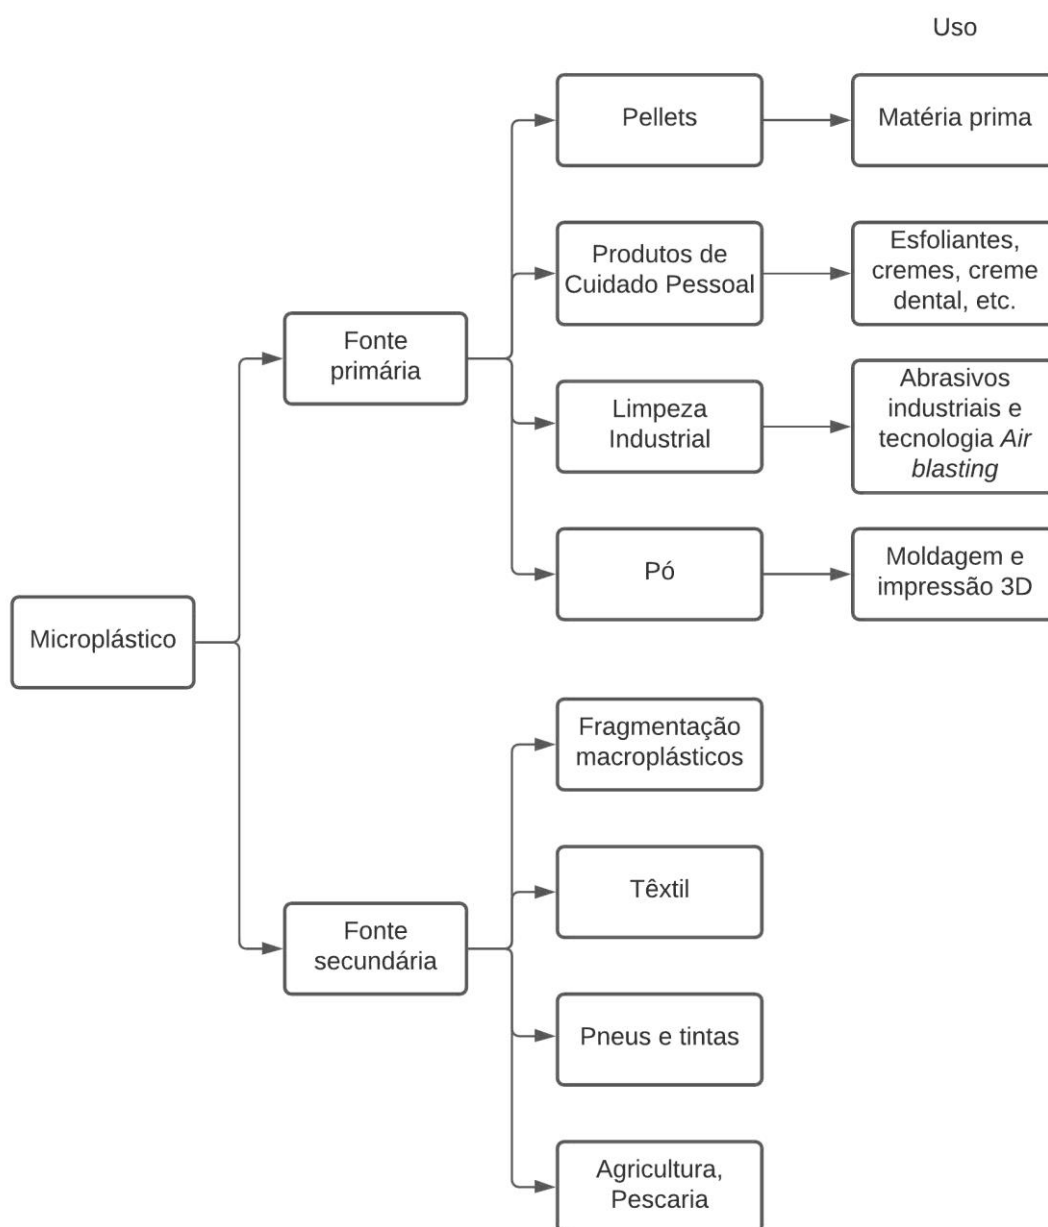 Uso
Pellets
Matéria prima
Produtos de
Cuidado Pessoal
Esfoliantes,
cremes, creme
dental, etc.
Fonte
primária
Limpeza
Industrial
Abrasivos
industriais e
tecnologia Air
blasting
Pó
Moldagem e
impressão 3D
Microplástico
Fragmentação
macroplásticos
Têxtil
Fonte
secundária
Pneus e tintas
Agricultura,
Pescaria